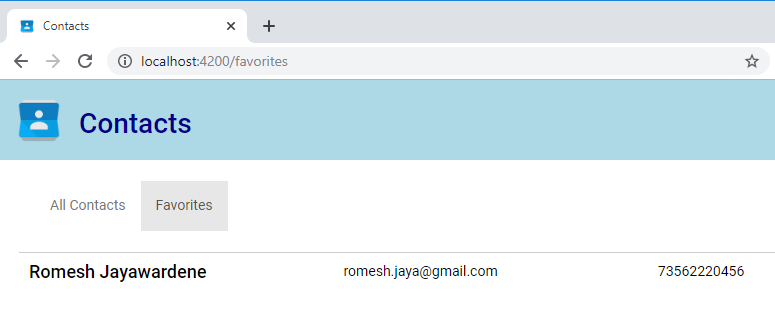 Contacts
localhost:4200/favorites
Contacts
All Contacts Favorites
Romesh Jayawardene romesh.jaya@gmail.com 73562220456